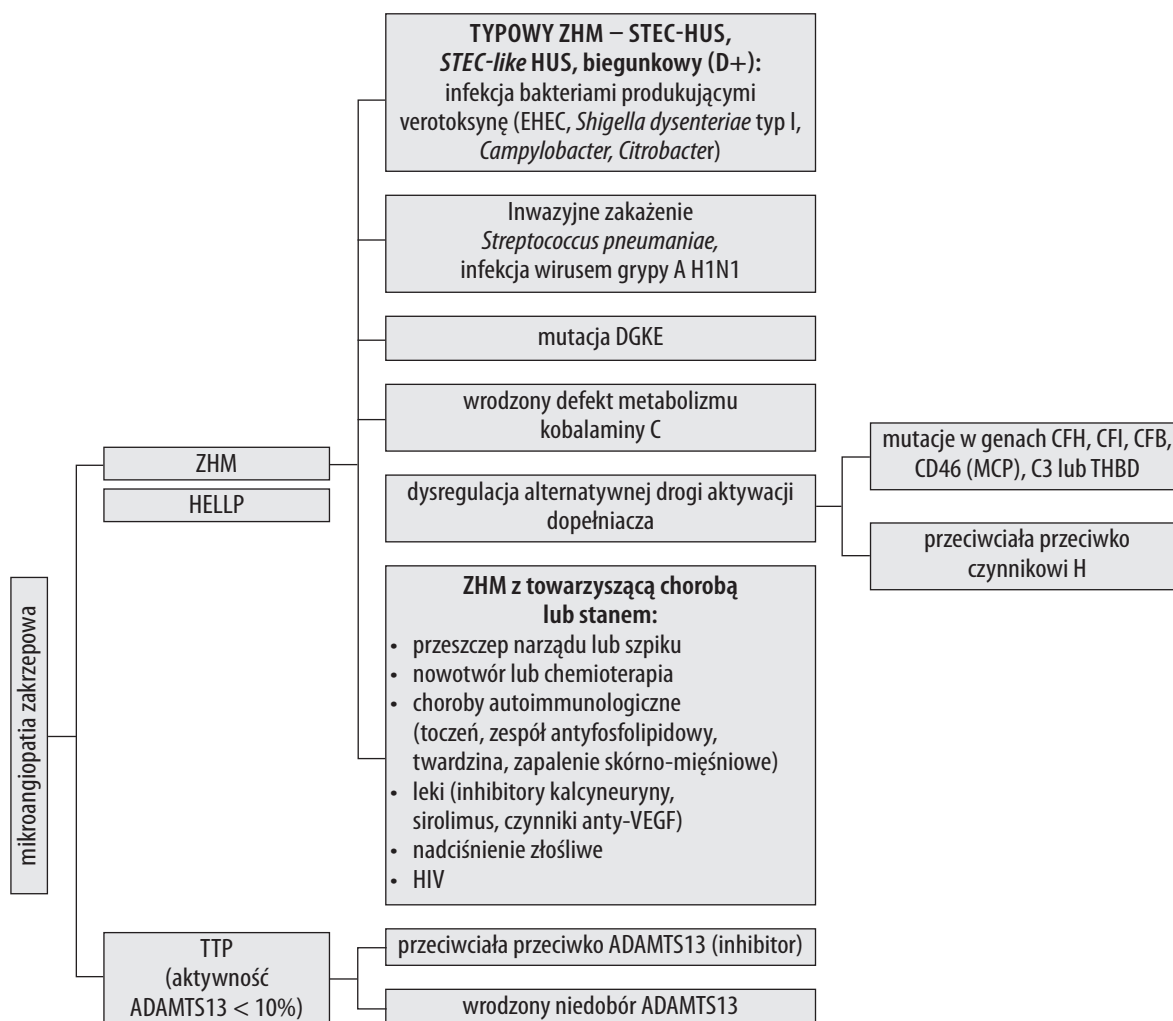 TYPOWY ZHM – STEC-HUS,
STEC-like HUS, biegunkowy (D+):
infekcja bakteriami produkującymi
verotoksynę (EHEC, Shigella dysenteriae typ I,
Campylobacter, Citrobacter)
Inwazyjne zakażenie
Streptococcus pneumaniae,
infekcja wirusem grypy A H1N1
mutacja DGKE
wrodzony defekt metabolizmu
kobalaminy C
mutacje w genach CFH, CFI, CFB,
CD46 (MCP), C3 lub THBD
ZHM
HELLP
dysregulacja alternatywnej drogi aktywacji
dopełniacza
przeciwciała przeciwko
czynnikowi H
ZHM z towarzyszącą chorobą
lub stanem:
• przeszczep narządu lub szpiku
• nowotwór lub chemioterapia
• choroby autoimmunologiczne
(toczeń, zespół antyfosfolipidowy,
twardzina, zapalenie skórno-mięśniowe)
• leki (inhibitory kalcyneuryny,
sirolimus, czynniki anty-VEGF)
• nadciśnienie złośliwe
• HIV
mikroangiopatia zakrzepowa
TTP
(aktywność
ADAMTS13 < 10%)
przeciwciała przeciwko ADAMTS13 (inhibitor)
wrodzony niedobór ADAMTS13